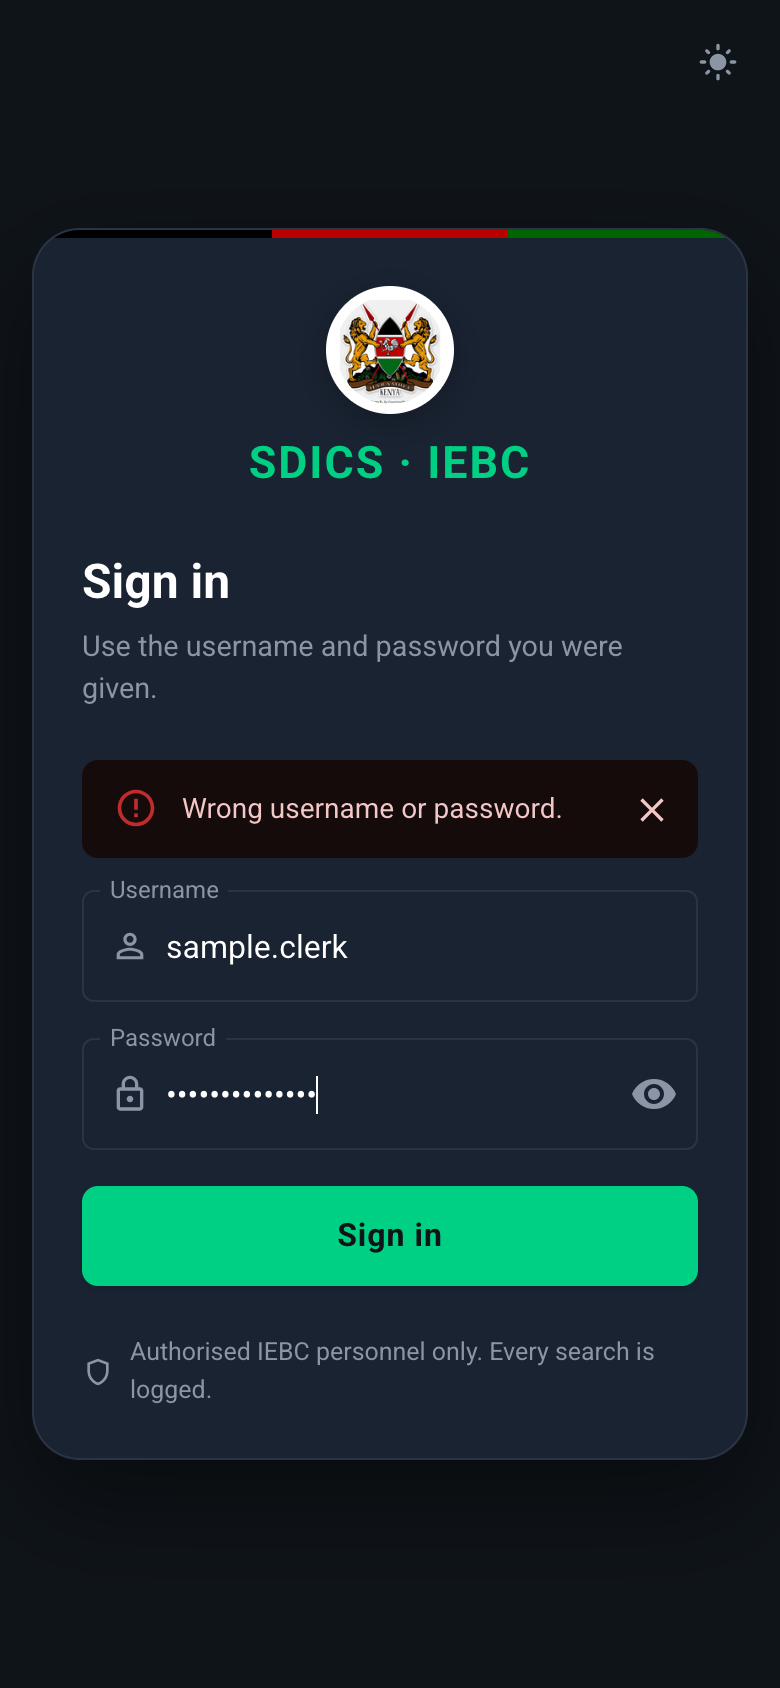 KENYA
SDICS · IEBC
Sign in
Use the username and password you were
given.
Wrong username or password.
Username
sample.clerk
Password
••••••••••••••
Sign in
Authorised IEBC personnel only. Every search is
logged.